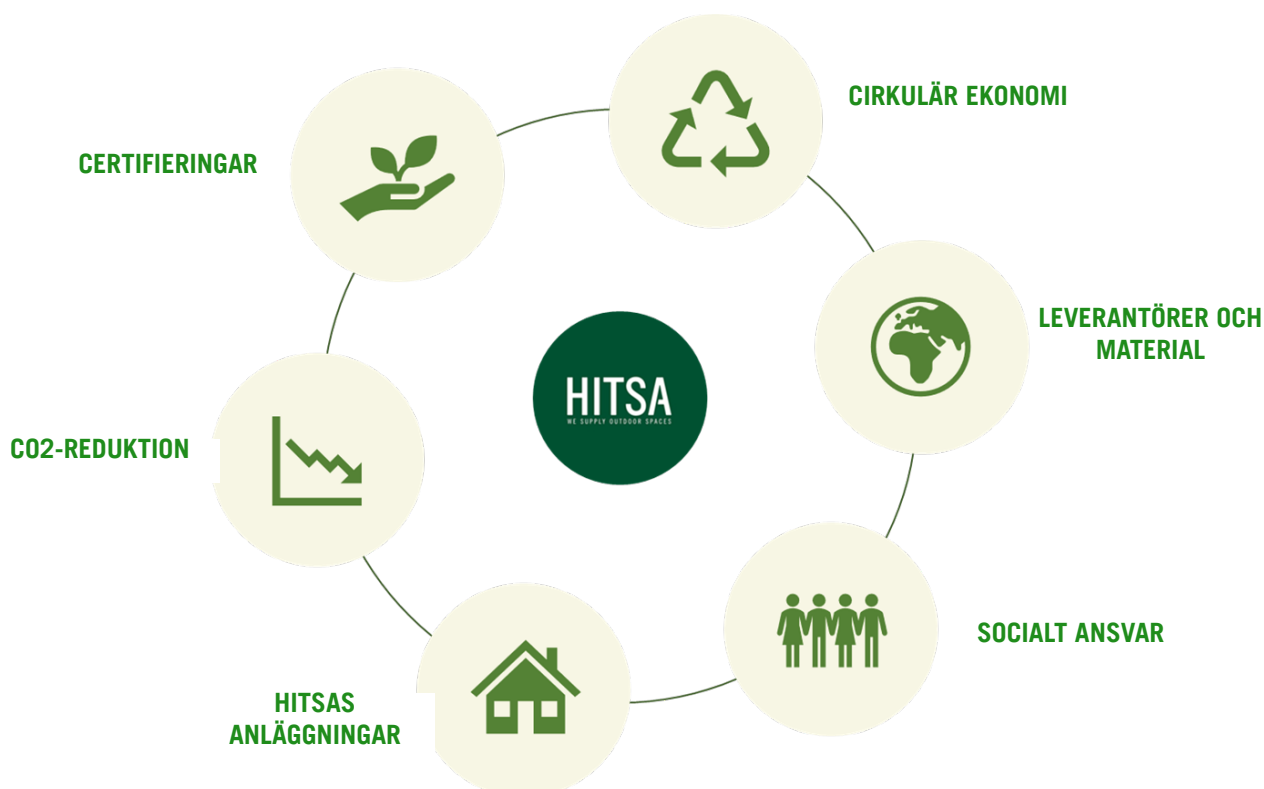 CIRKULÄR EKONOMI
CERTIFIERINGAR
LEVERANTÖRER OCH
MATERIAL
HITSA
WE SUPPLY OUTDOOR SPACES
CO2-REDUKTION
SOCIALT ANSVAR
HITSAS
ANLÄGGNINGAR